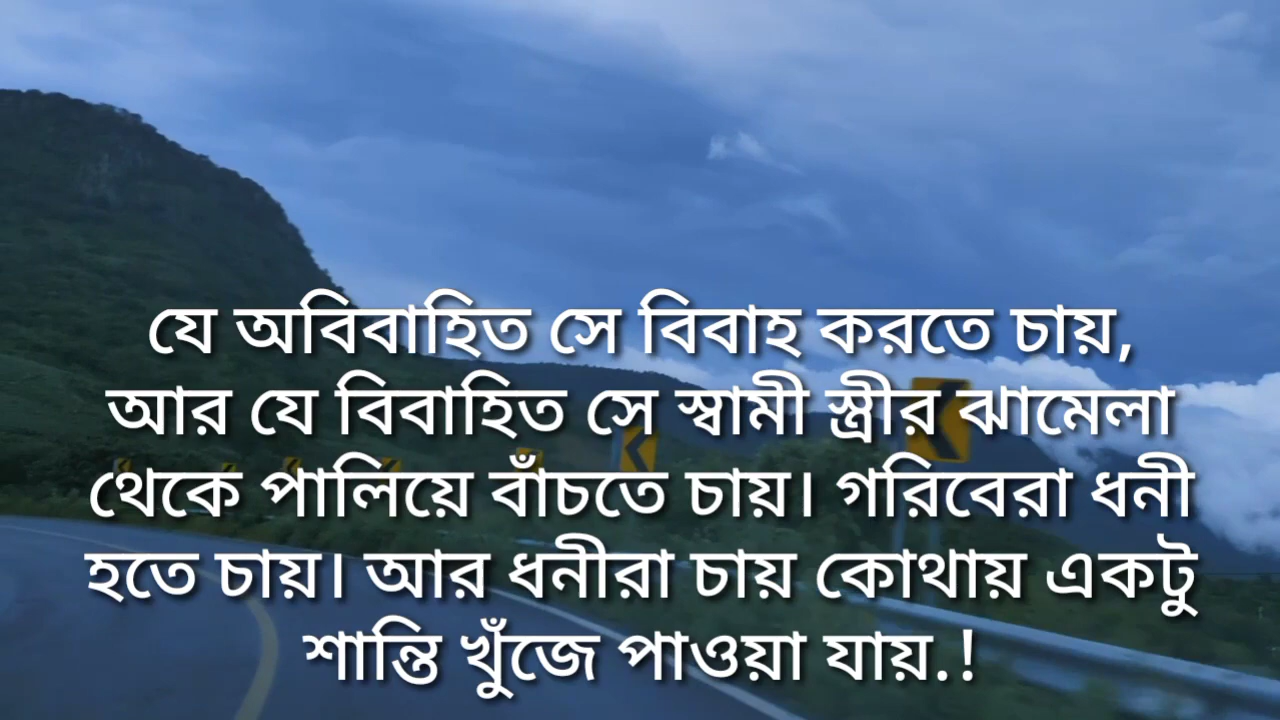 যে অবিবাহিত সে বিবাহ করতে চায়,
আর যে বিবাহিত সে স্বামী স্ত্রীর ঝামেলা
থেকে পালিয়ে বাঁচতে চায়। গরিবেরা ধনী
হতে চায়। আর ধনীরা চায় কোথায় একটু
শান্তি খুঁজে পাওয়া যায়.!